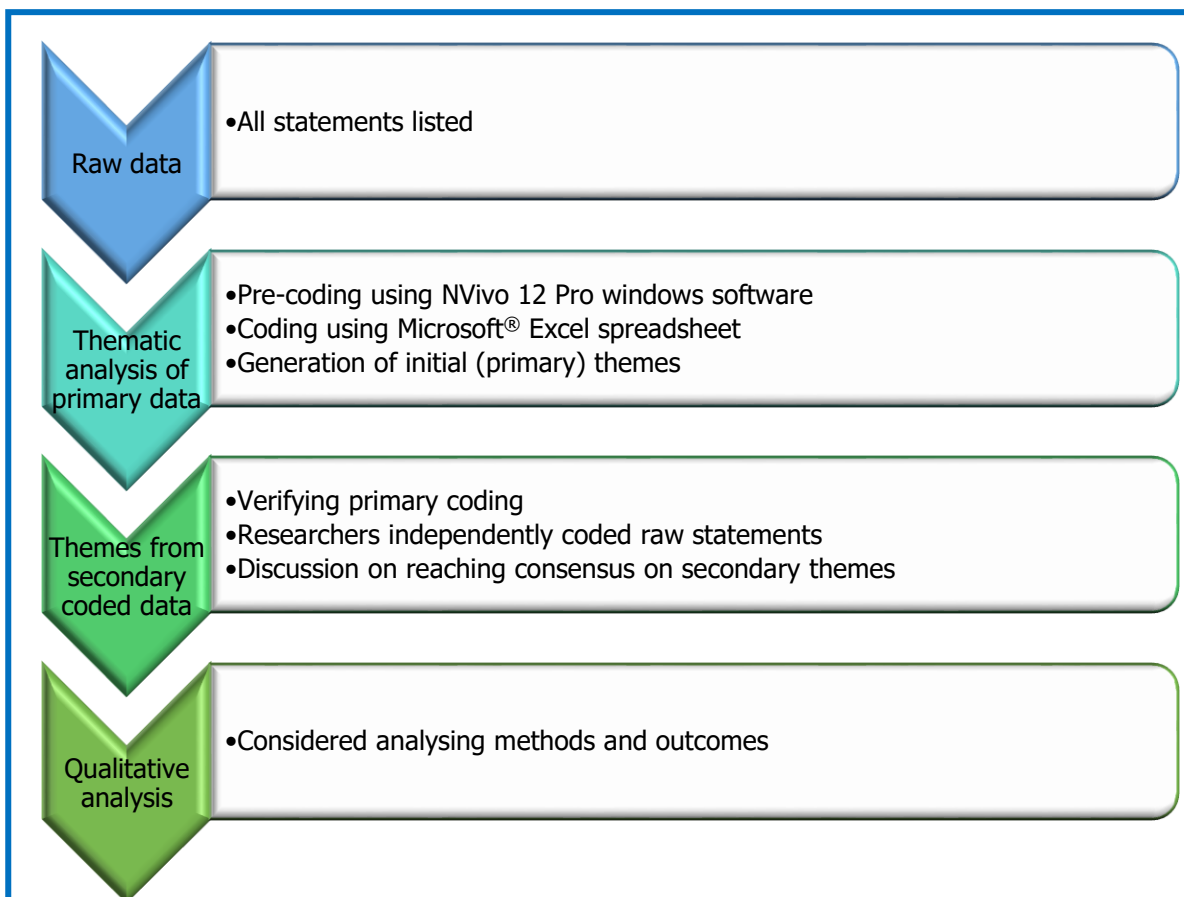 Raw data
•All statements listed
Thematic
analysis of
primary data
•Pre-coding using NVivo 12 Pro windows software
•Coding using Microsoft® Excel spreadsheet
•Generation of initial (primary) themes
Themes from
secondary
coded data
•Verifying primary coding
•Researchers independently coded raw statements
•Discussion on reaching consensus on secondary themes
Qualitative
analysis
•Considered analysing methods and outcomes